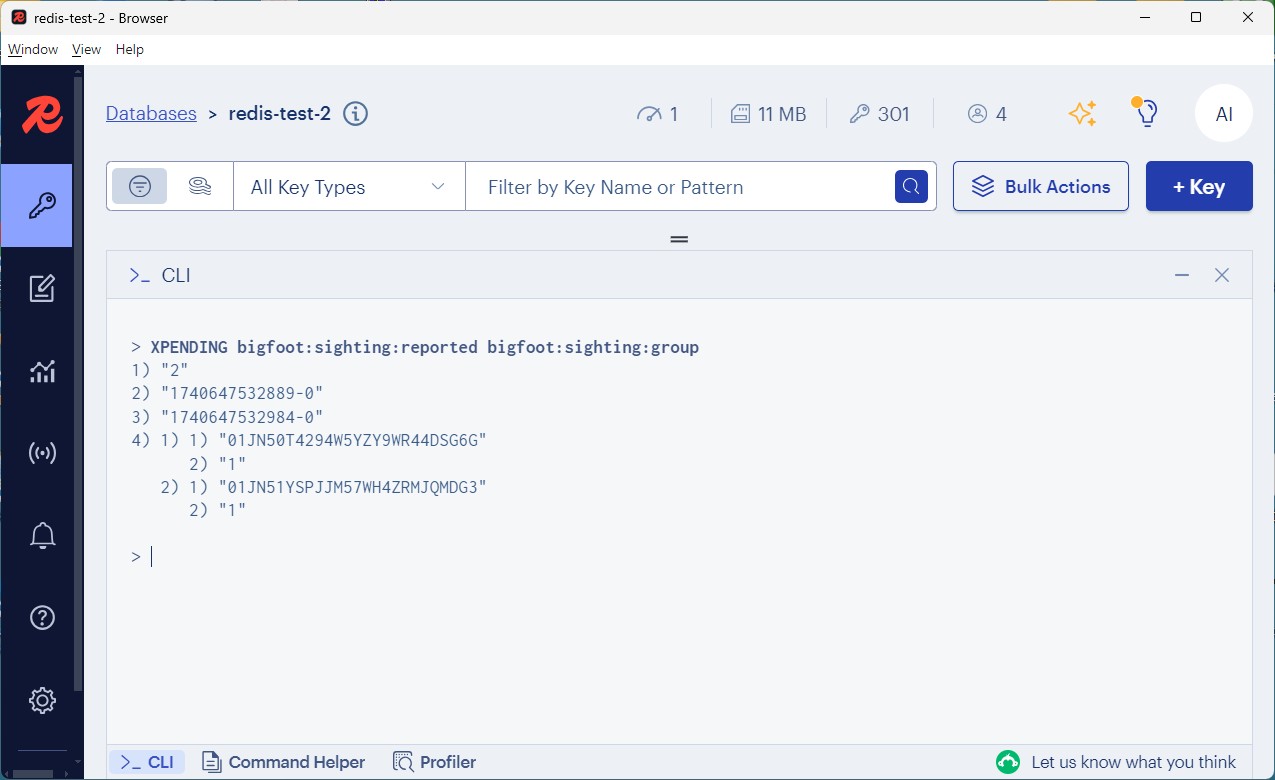 redis-test-2 - Browser
Window View Help
Databases > redis-test-2 1 11 MB 301 4 AI
All Key Types Filter by Key Name or Pattern Bulk Actions + Key
>_ CLI
> XPENDING bigfoot:sighting:reported bigfoot:sighting:group
1) "2"
2) "1740647532889-0"
3) "1740647532984-0"
4) 1) 1) "01JN50T4294W5YZY9WR44DSG6G"
2) "1"
2) 1) "01JN51YSPJJM57WH4ZRMJQMDG3"
2) "1"
>
>_ CLI Command Helper Profiler Let us know what you think